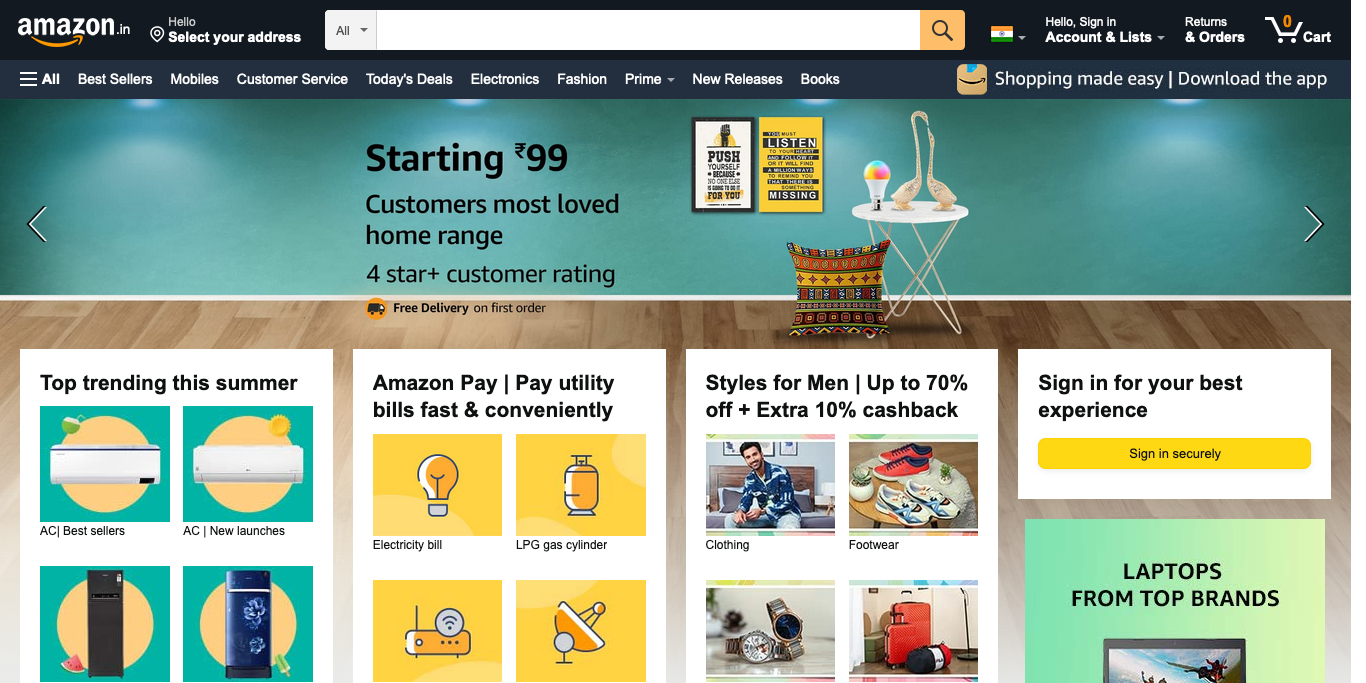 amazon.in
Hello
Select your address
All
Hello, Sign in
Account & Lists
Returns
& Orders
0
Cart
All
Best Sellers
Mobiles
Customer Service
Today's Deals
Electronics
Fashion
Prime
New Releases
Books
Shopping made easy | Download the app
Starting ₹99
Customers most loved
home range
4 star+ customer rating
Free Delivery on first order
PUSH
YOURSELF
BECAUSE
NO ONE ELSE
IS GOING TO DO IT
FOR YOU
YOU MUST
LISTEN
TO YOUR HEART
AND FOLLOW IT
OR IT WILL FIND
A MILLION WAYS
TO REMIND YOU
THAT THERE IS
SOMETHING
MISSING
Top trending this summer
AC| Best sellers
AC | New launches
Amazon Pay | Pay utility
bills fast & conveniently
Electricity bill
LPG gas cylinder
Styles for Men | Up to 70%
off + Extra 10% cashback
Clothing
Footwear
Sign in for your best
experience
Sign in securely
LAPTOPS
FROM TOP BRANDS